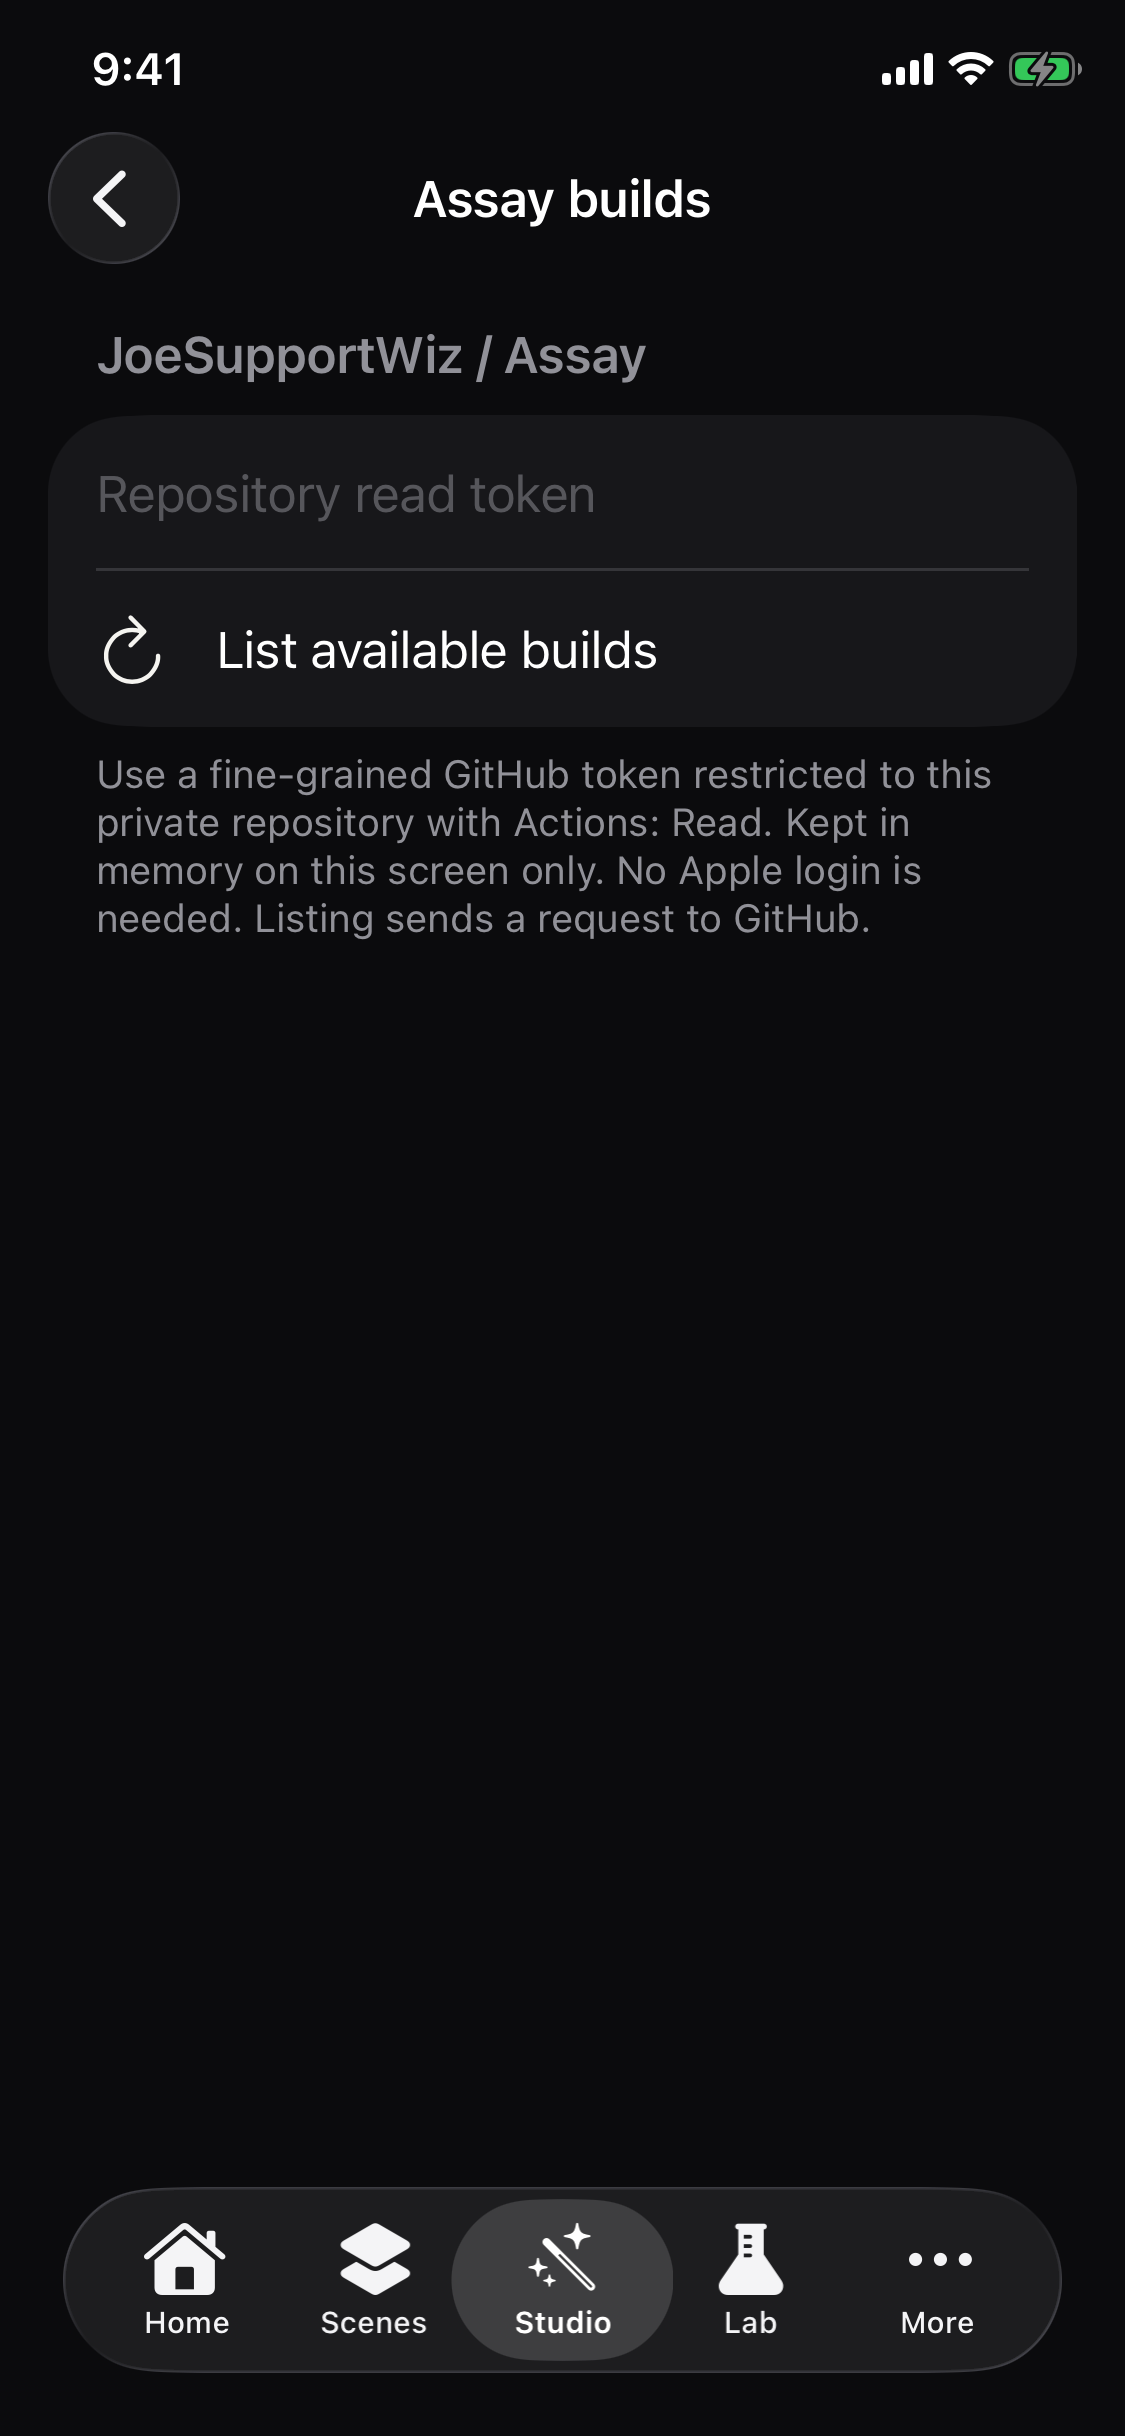 9:41
Assay builds
JoeSupportWiz / Assay
Repository read token
List available builds
Use a fine-grained GitHub token restricted to this
private repository with Actions: Read. Kept in
memory on this screen only. No Apple login is
needed. Listing sends a request to GitHub.
Home
Scenes
Studio
Lab
More